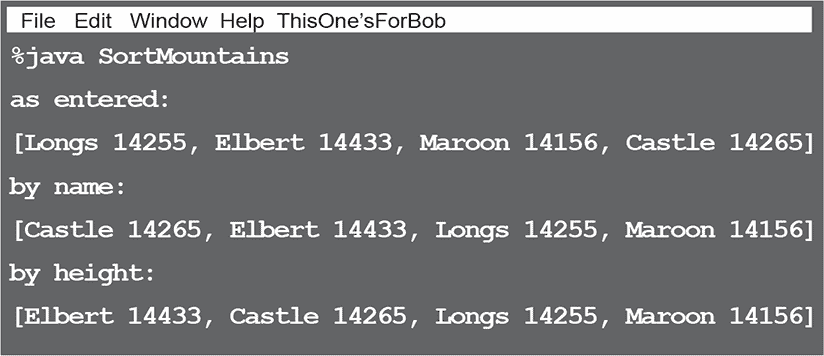 File Edit Window Help ThisOne’sForBob
%java SortMountains
as entered:
[Longs 14255, Elbert 14433, Maroon 14156, Castle 14265]
by name:
[Castle 14265, Elbert 14433, Longs 14255, Maroon 14156]
by height:
[Elbert 14433, Castle 14265, Longs 14255, Maroon 14156]